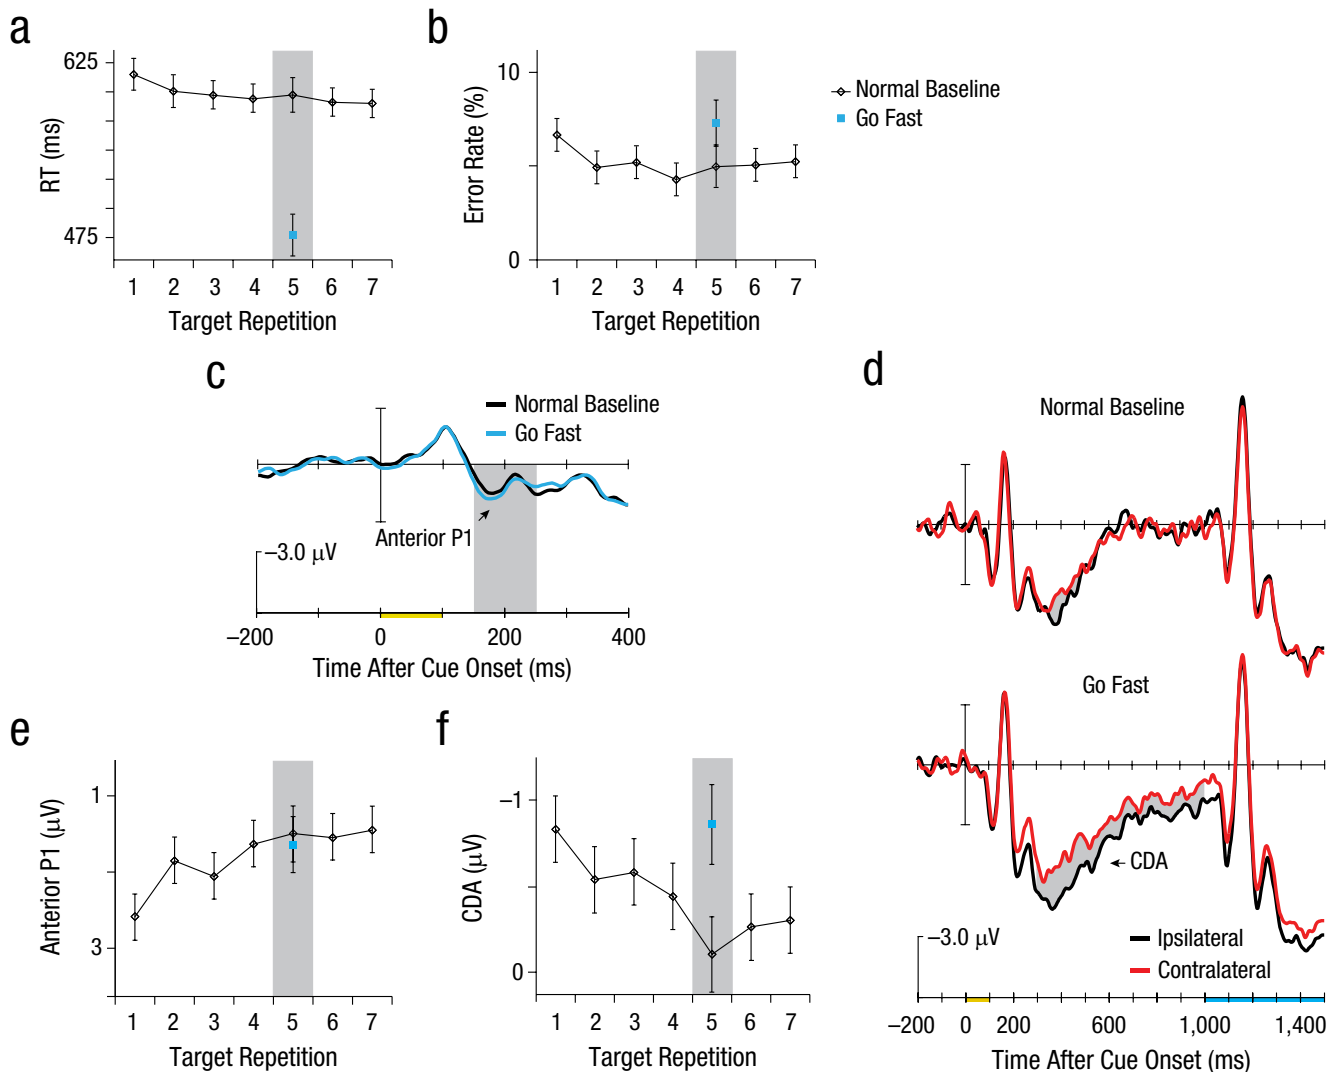 a
625
475
RT (ms)
1 2 3 4 5 6 7
Target Repetition
b
10
0
Error Rate (%)
1 2 3 4 5 6 7
Target Repetition
Normal Baseline
Go Fast
c
Normal Baseline
Go Fast
Anterior P1
–3.0 μV
–200 0 200 400
Time After Cue Onset (ms)
d
Normal Baseline
Go Fast
CDA
–3.0 μV
Ipsilateral
Contralateral
–200 0 200 600 1,000 1,400
Time After Cue Onset (ms)
e
1
3
Anterior P1 (μV)
1 2 3 4 5 6 7
Target Repetition
f
–1
0
CDA (μV)
1 2 3 4 5 6 7
Target Repetition